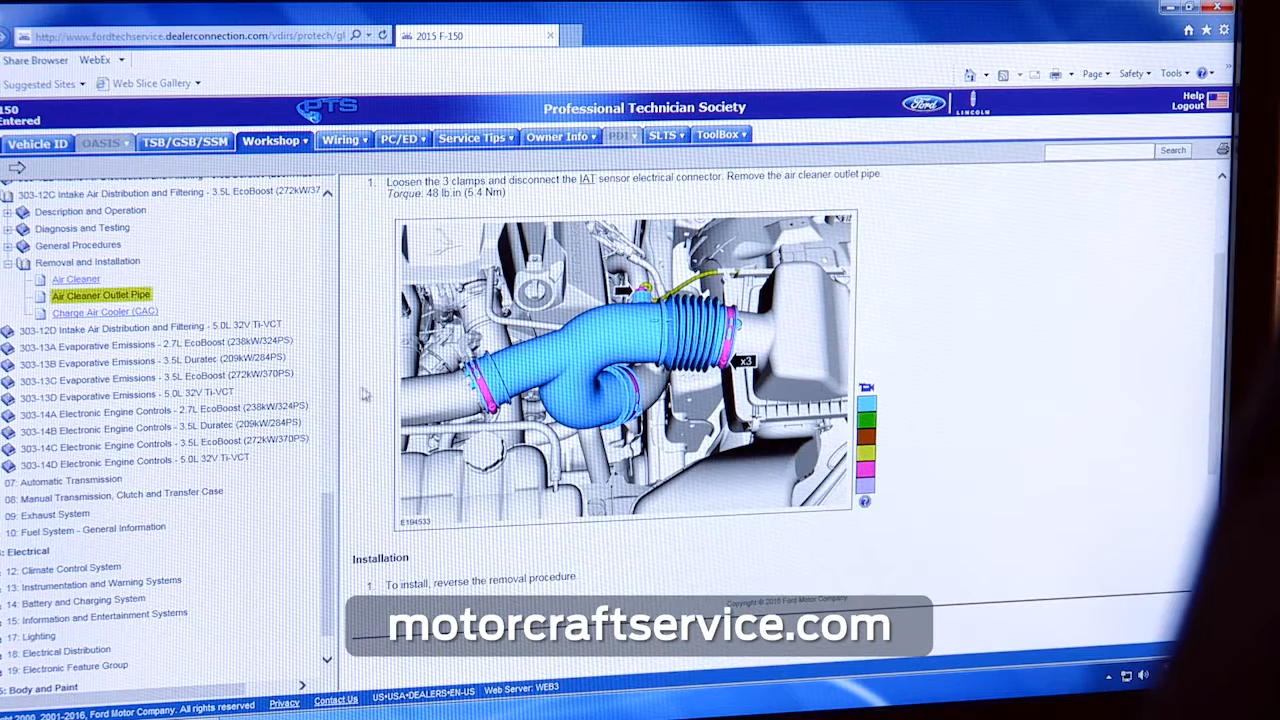 http://www.fordtechservice.dealerconnection.com/vdirs/protech/gl
2015 F-150
Share Browser WebEx
Suggested Sites Web Slice Gallery
Page Safety Tools
150
Entered
PTS
Professional Technician Society
Ford
LINCOLN
Help
Logout
Vehicle ID OASIS TSB/GSB/SSM Workshop Wiring PC/ED Service Tips Owner Info PDI SLTS ToolBox
Search
303-12C Intake Air Distribution and Filtering - 3.5L EcoBoost (272kW/37
Description and Operation
Diagnosis and Testing
General Procedures
Removal and Installation
Air Cleaner
Air Cleaner Outlet Pipe
Charge Air Cooler (CAC)
303-12D Intake Air Distribution and Filtering - 5.0L 32V Ti-VCT
303-13A Evaporative Emissions - 2.7L EcoBoost (238kW/324PS)
303-13B Evaporative Emissions - 3.5L Duratec (209kW/284PS)
303-13C Evaporative Emissions - 3.5L EcoBoost (272kW/370PS)
303-13D Evaporative Emissions - 5.0L 32V Ti-VCT
303-14A Electronic Engine Controls - 2.7L EcoBoost (238kW/324PS)
303-14B Electronic Engine Controls - 3.5L Duratec (209kW/284PS)
303-14C Electronic Engine Controls - 3.5L EcoBoost (272kW/370PS)
303-14D Electronic Engine Controls - 5.0L 32V Ti-VCT
07: Automatic Transmission
08: Manual Transmission, Clutch and Transfer Case
09: Exhaust System
10: Fuel System - General Information
: Electrical
12: Climate Control System
13: Instrumentation and Warning Systems
14: Battery and Charging System
15: Information and Entertainment Systems
17: Lighting
18: Electrical Distribution
19: Electronic Feature Group
5: Body and Paint
1. Loosen the 3 clamps and disconnect the IAT sensor electrical connector. Remove the air cleaner outlet pipe.
Torque: 48 lb.in (5.4 Nm)
x3
E194533
Installation
1. To install, reverse the removal procedure.
Copyright © 2016 Ford Motor Company
motorcraftservice.com
2000, 2001-2016, Ford Motor Company. All rights reserved Privacy Contact Us US•USA•DEALERS•EN-US Web Server: WEB3